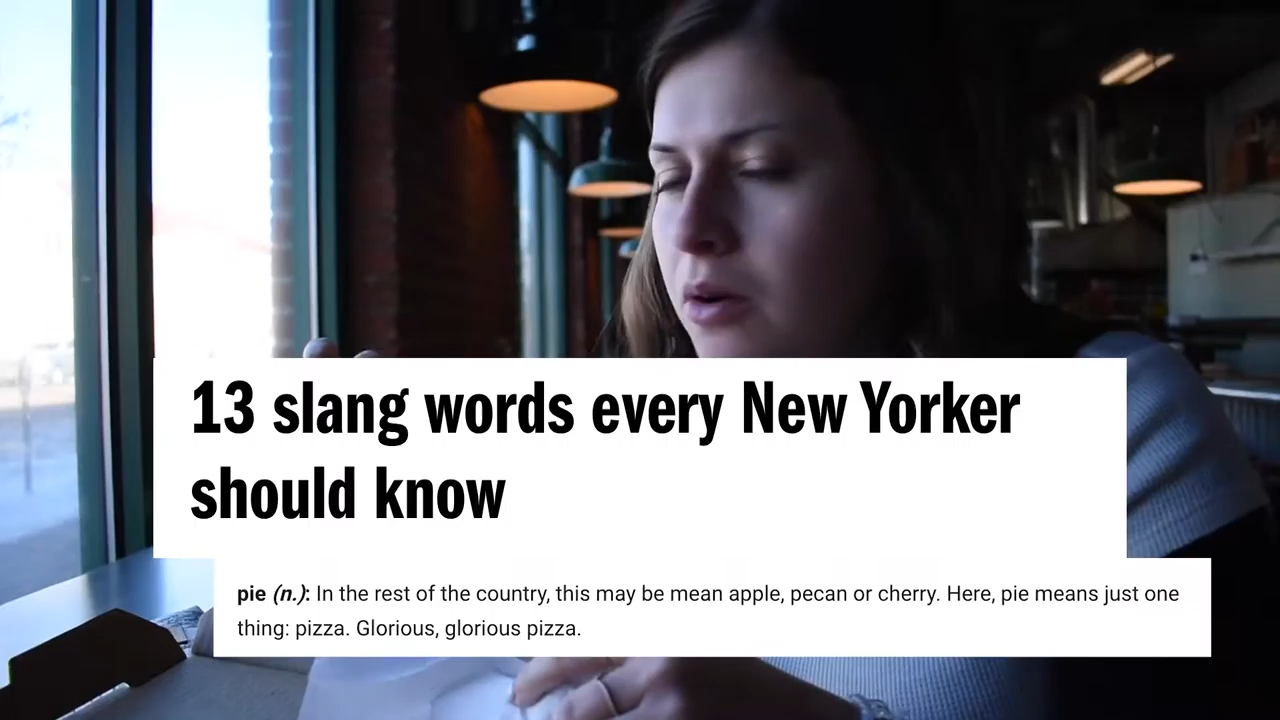 13 slang words every New Yorker
should know
pie (n.): In the rest of the country, this may be mean apple, pecan or cherry. Here, pie means just one
thing: pizza. Glorious, glorious pizza.